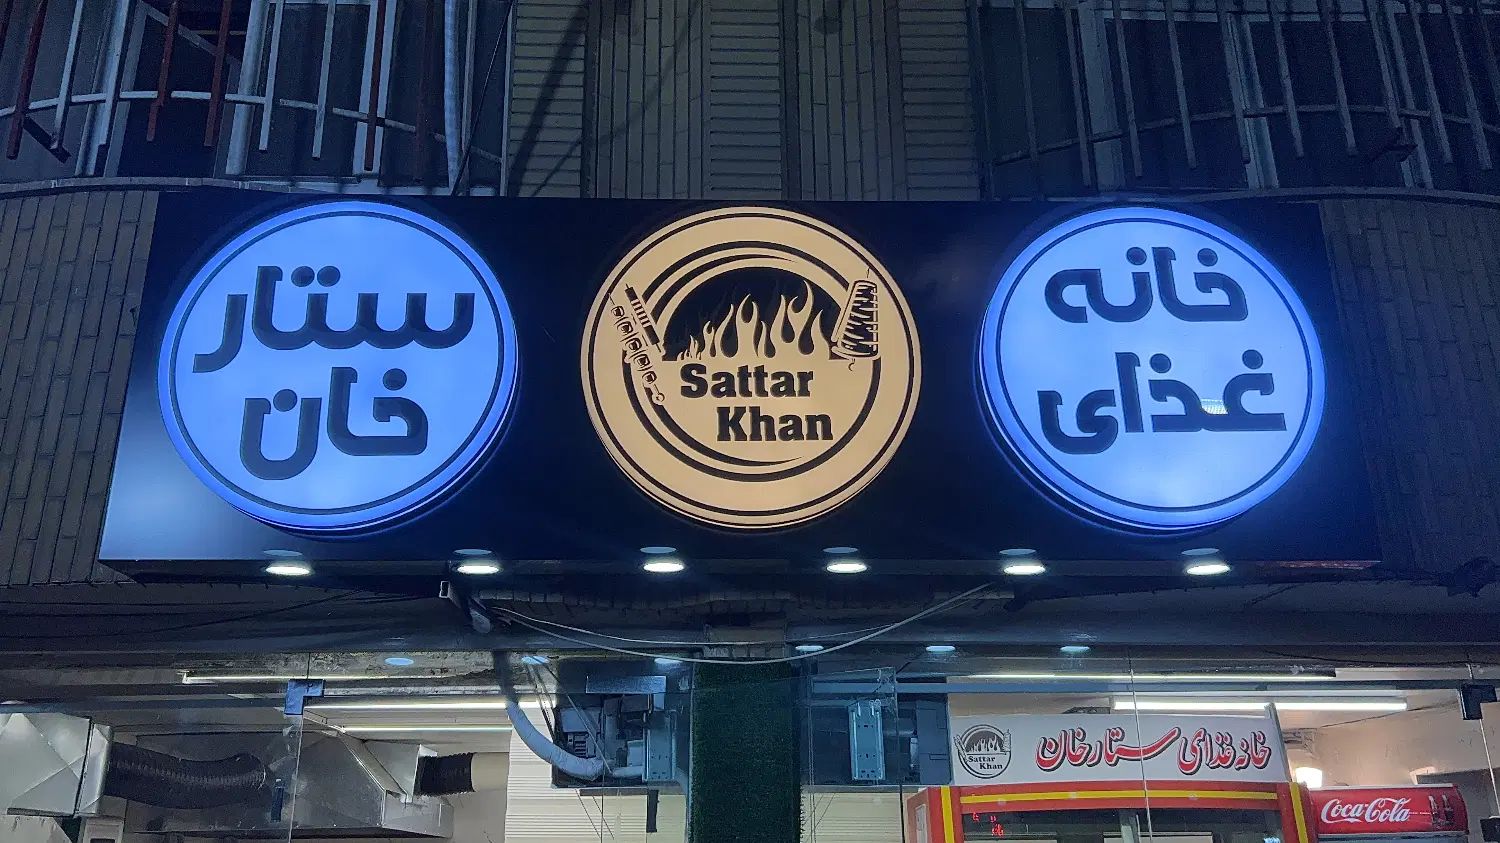 خانه
غذای
Sattar
Khan
ستار
خان
خانه غذای ستارخان
Sattar
Khan
Coca-Cola